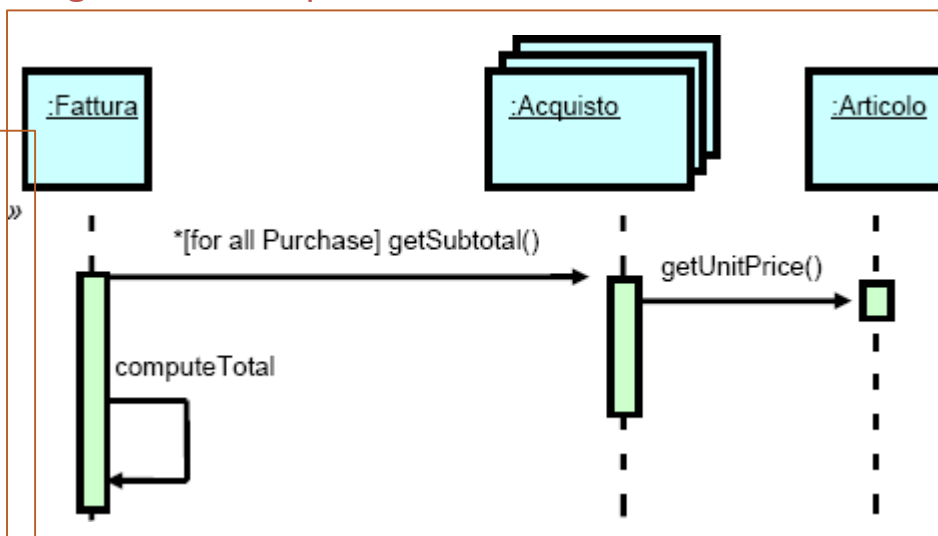 :Fattura
:Acquisto
:Articolo
»
*[for all Purchase] getSubtotal()
getUnitPrice()
computeTotal